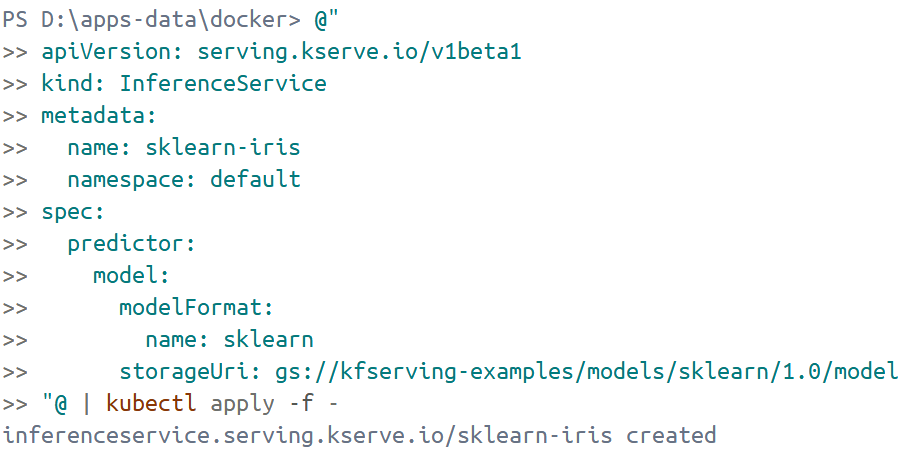 PS D:\apps-data\docker> @"
>> apiVersion: serving.kserve.io/v1beta1
>> kind: InferenceService
>> metadata:
>>   name: sklearn-iris
>>   namespace: default
>> spec:
>>   predictor:
>>     model:
>>       modelFormat:
>>         name: sklearn
>>       storageUri: gs://kfserving-examples/models/sklearn/1.0/model
>> "@ | kubectl apply -f -
inferenceservice.serving.kserve.io/sklearn-iris created